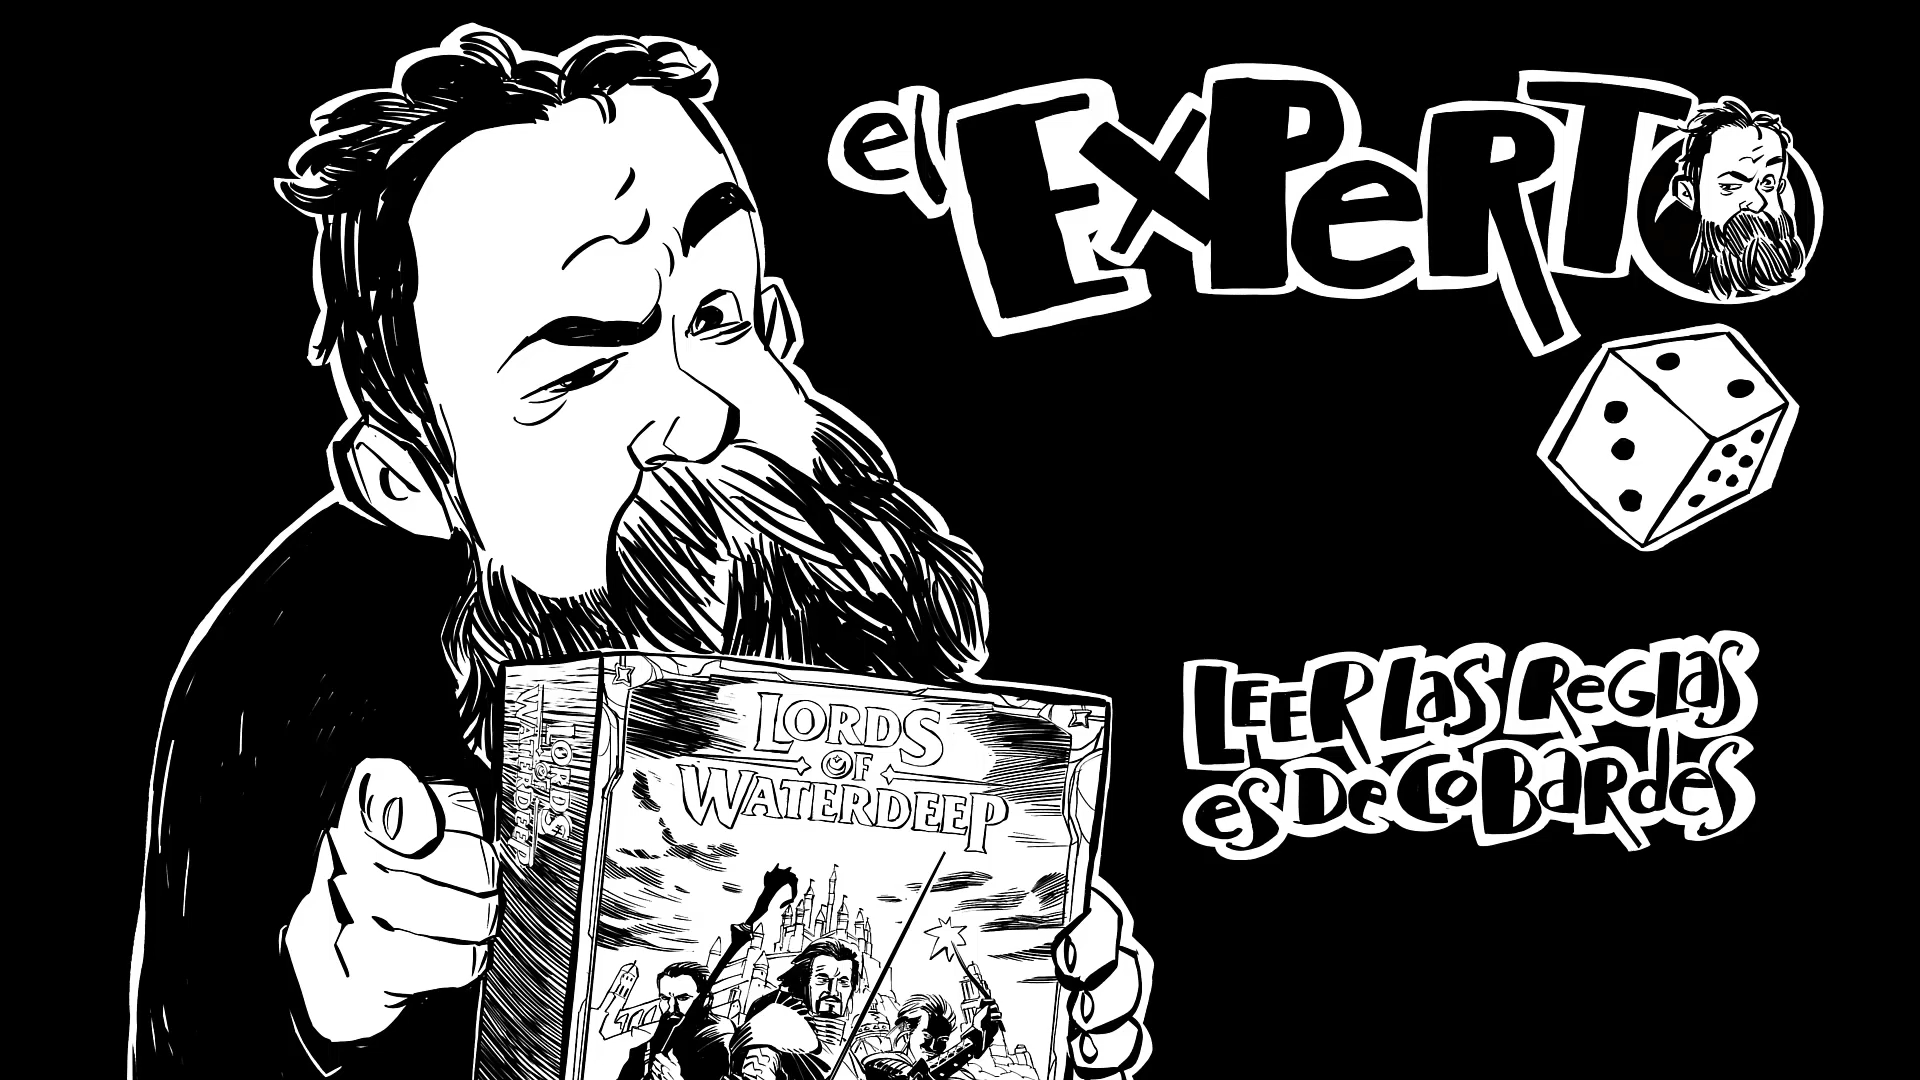 el EXPERTO
LEER LAS REGLAS
es De CoBARdes
LORDS
OF
WATERDEEP
LORDS
OF
WATERDEEP